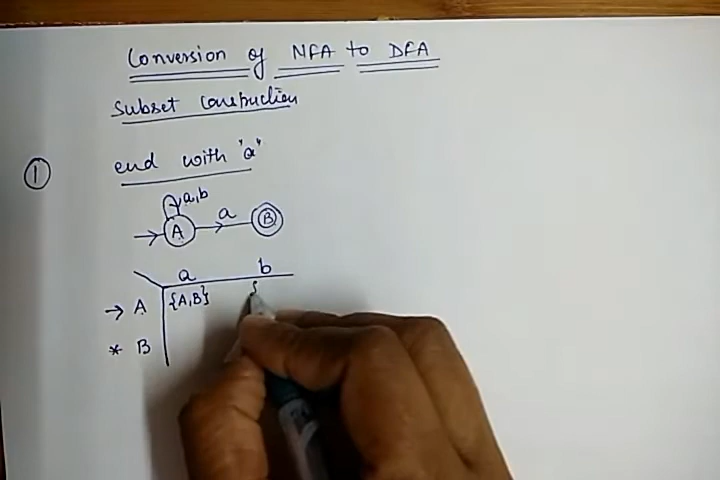 Conversion of NFA to DFA
Subset Construction
① end with "a"
a,b
A a B
a b
→ A {A,B} {
* B